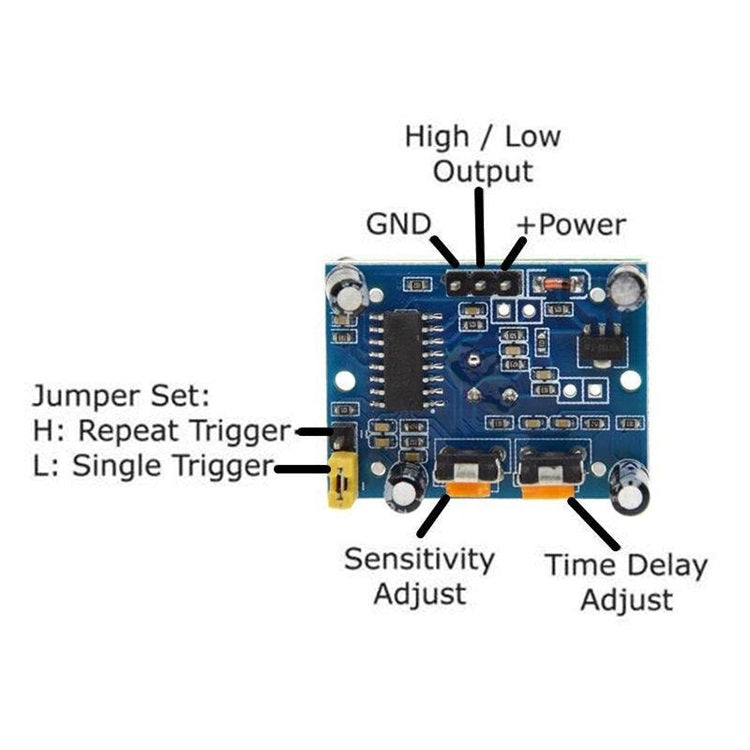 High / Low
Output
GND
+Power
Jumper Set:
H: Repeat Trigger
L: Single Trigger
Sensitivity
Adjust
Time Delay
Adjust